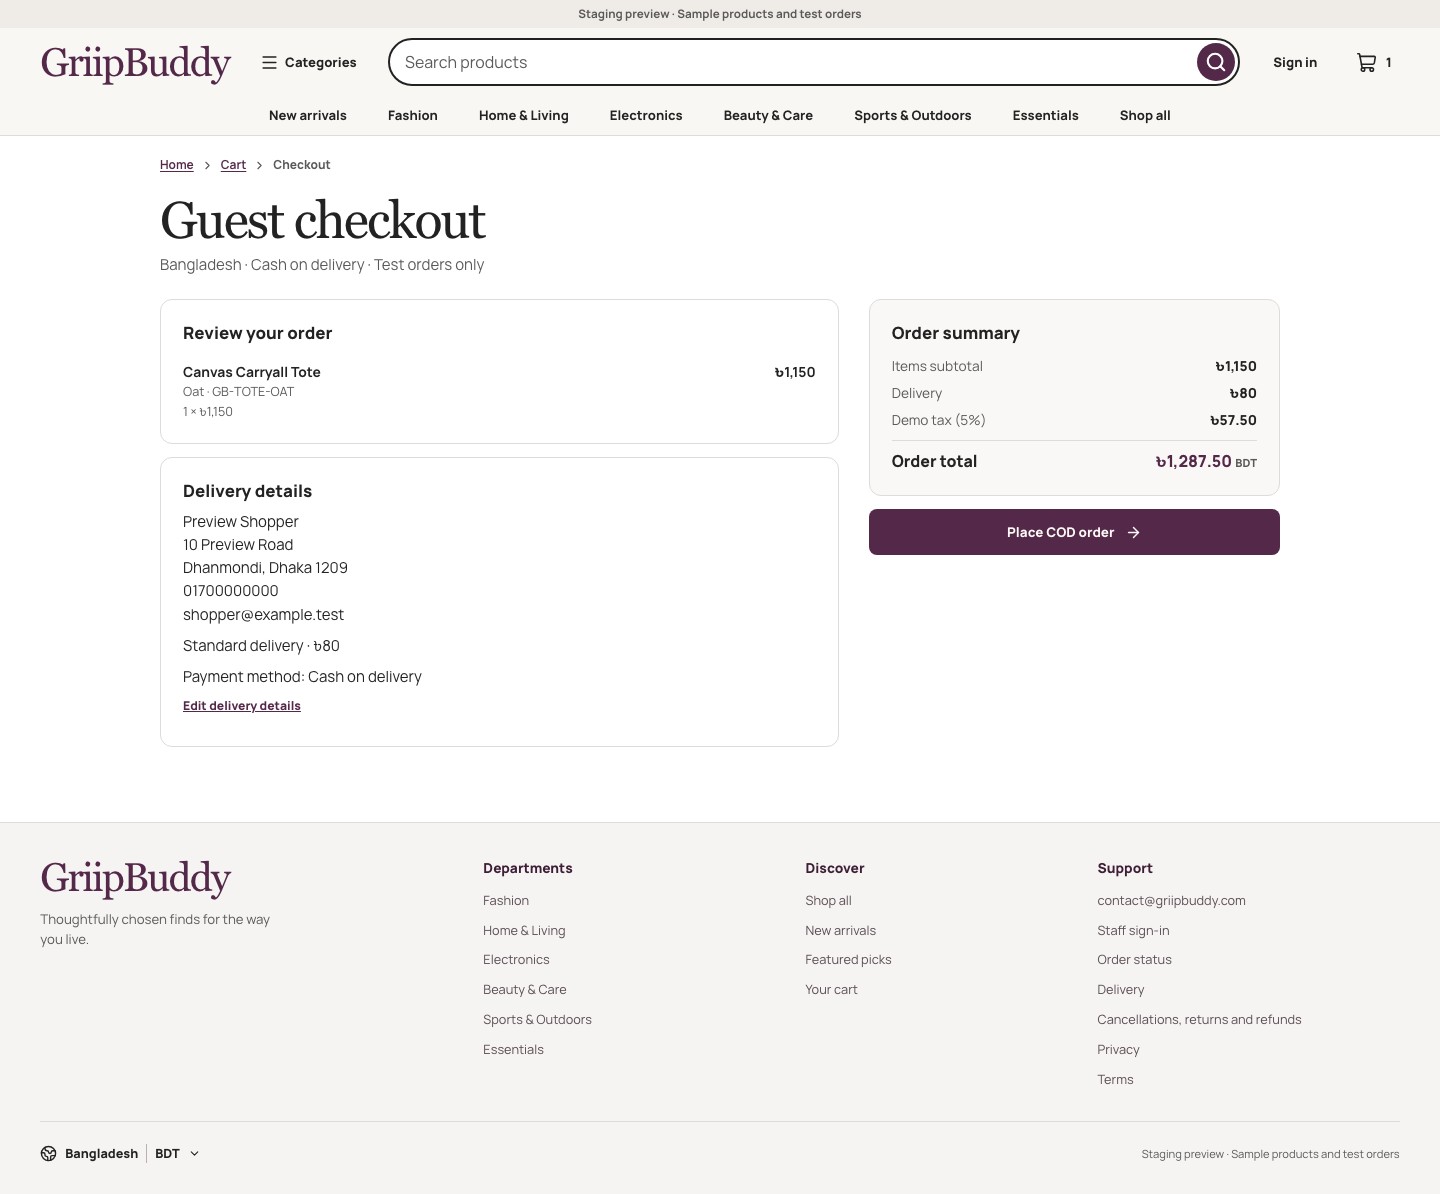 Staging preview · Sample products and test orders
GriipBuddy
Categories
Search products
Sign in
1
New arrivals
Fashion
Home & Living
Electronics
Beauty & Care
Sports & Outdoors
Essentials
Shop all
Home
Cart
Checkout
Guest checkout
Bangladesh · Cash on delivery · Test orders only
Review your order
Canvas Carryall Tote ৳1,150
Oat · GB-TOTE-OAT
1 × ৳1,150
Delivery details
Preview Shopper
10 Preview Road
Dhanmondi, Dhaka 1209
01700000000
shopper@example.test
Standard delivery · ৳80
Payment method: Cash on delivery
Edit delivery details
Order summary
Items subtotal ৳1,150
Delivery ৳80
Demo tax (5%) ৳57.50
Order total ৳1,287.50 BDT
Place COD order
GriipBuddy
Thoughtfully chosen finds for the way
you live.
Departments
Fashion
Home & Living
Electronics
Beauty & Care
Sports & Outdoors
Essentials
Discover
Shop all
New arrivals
Featured picks
Your cart
Support
contact@griipbuddy.com
Staff sign-in
Order status
Delivery
Cancellations, returns and refunds
Privacy
Terms
Bangladesh BDT
Staging preview · Sample products and test orders